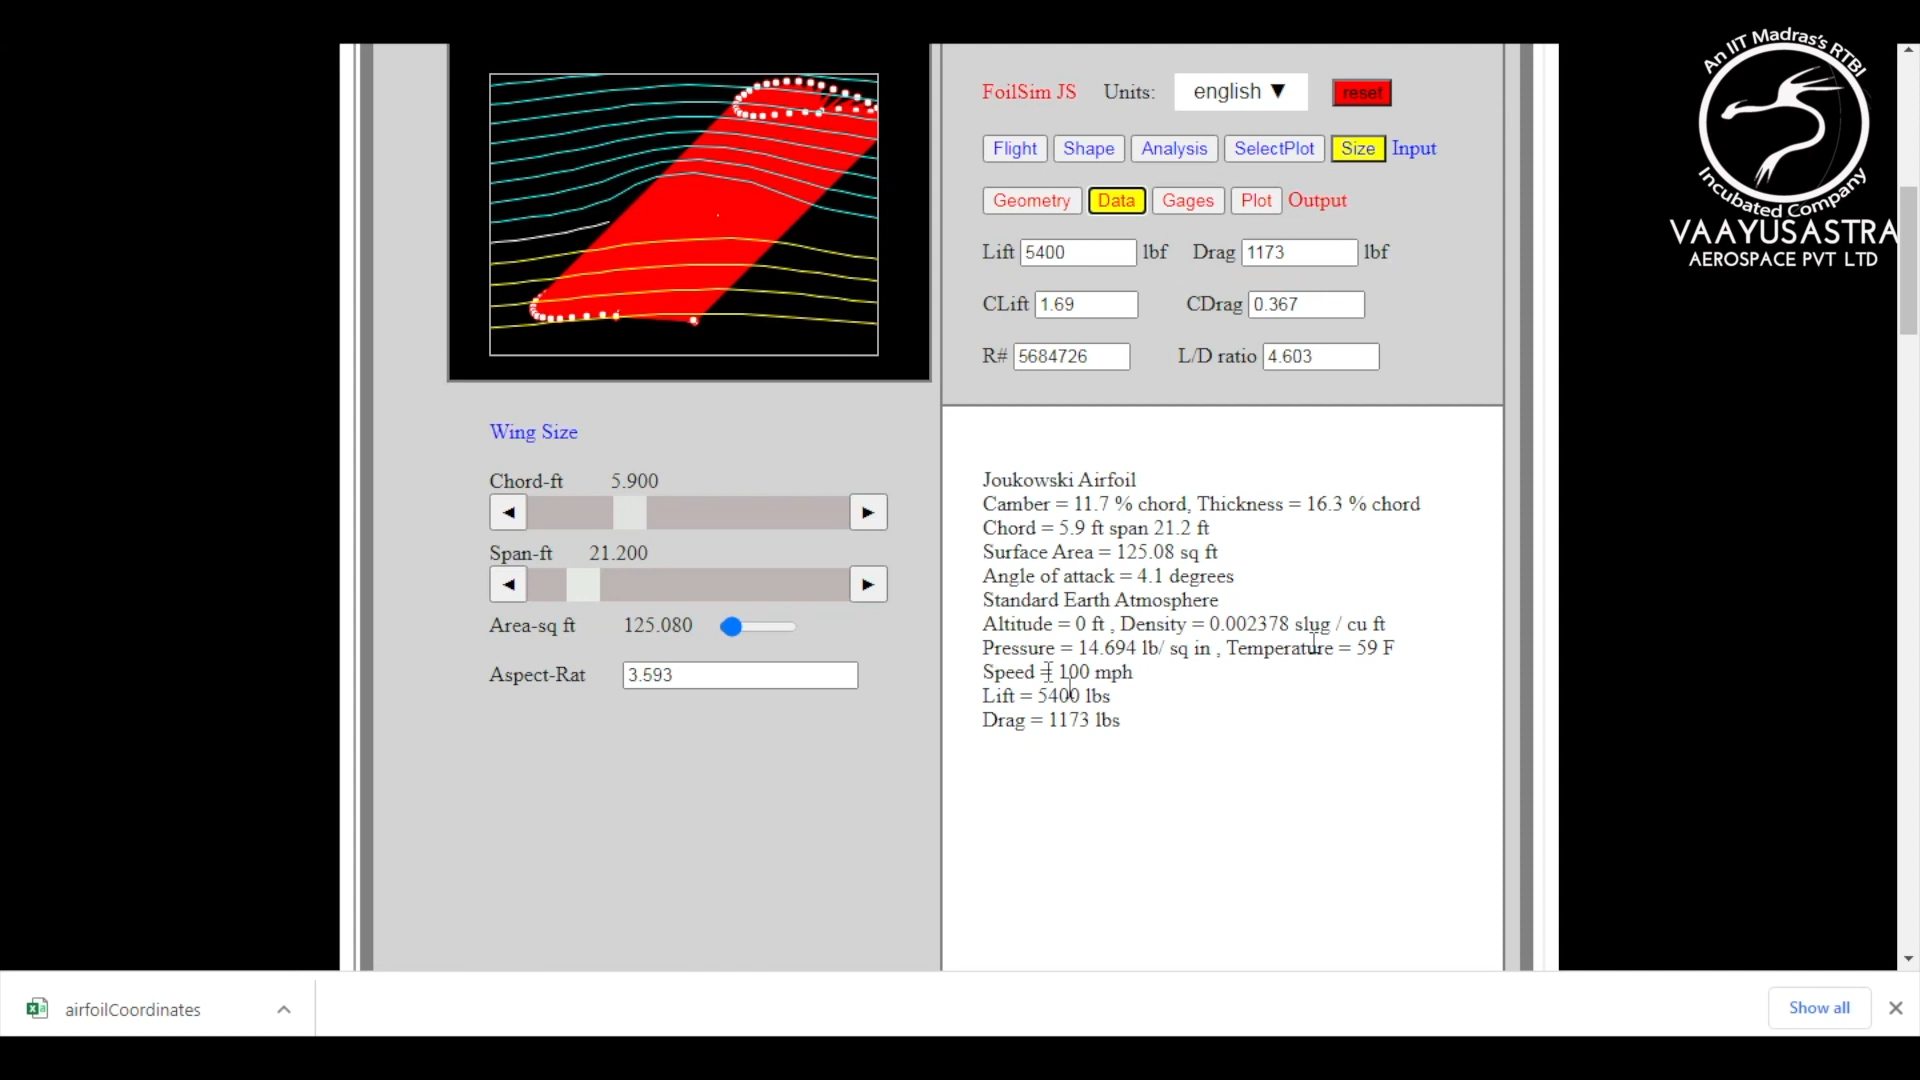 An IIT Madras's RTBI
Incubated Company
VAAYUSASTRA
AEROSPACE PVT LTD
FoilSim JS Units: english ▼ reset
Flight Shape Analysis SelectPlot Size Input
Geometry Data Gages Plot Output
Lift 5400 lbf Drag 1173 lbf
CLift 1.69 CDrag 0.367
R# 5684726 L/D ratio 4.603
Wing Size
Chord-ft 5.900
Span-ft 21.200
Area-sq ft 125.080
Aspect-Rat 3.593
Joukowski Airfoil
Camber = 11.7 % chord, Thickness = 16.3 % chord
Chord = 5.9 ft span 21.2 ft
Surface Area = 125.08 sq ft
Angle of attack = 4.1 degrees
Standard Earth Atmosphere
Altitude = 0 ft , Density = 0.002378 slug / cu ft
Pressure = 14.694 lb/ sq in , Temperature = 59 F
Speed = 100 mph
Lift = 5400 lbs
Drag = 1173 lbs
airfoilCoordinates
Show all